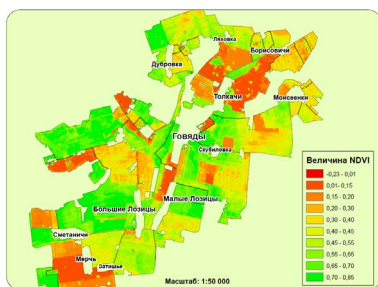 Ляховка
Борисовичи
Дубровка
Толкачи
Моисеенки
Говяды
Скубиловка
Большие Лозицы
Малые Лозицы
Сметаничи
Мерчь
Затишье
Масштаб: 1:50 000
Величина NDVI
-0,23 - 0,01
0,01 - 0,15
0,15 - 0,20
0,20 - 0,30
0,30 - 0,40
0,40 - 0,45
0,45 - 0,55
0,55 - 0,65
0,65 - 0,70
0,70 - 0,85